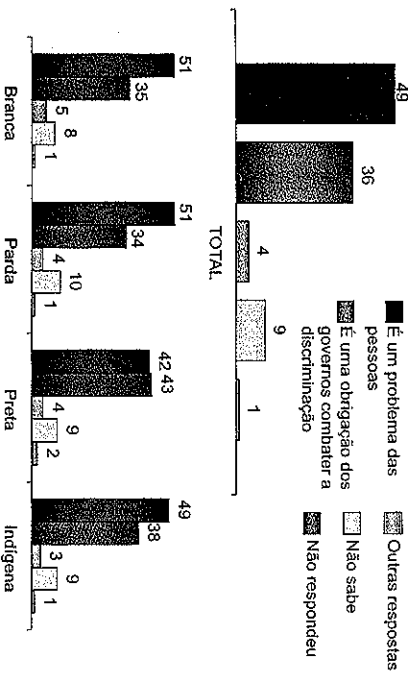 É um problema das
pessoas
É uma obrigação dos
governos combater a
discriminação
Outras respostas
Não sabe
Não respondeu
49
36
4
9
1
TOTAL
51
35
5
8
1
Branca
51
34
4
10
1
Parda
42
43
4
9
2
Preta
49
38
3
9
1
Indígena